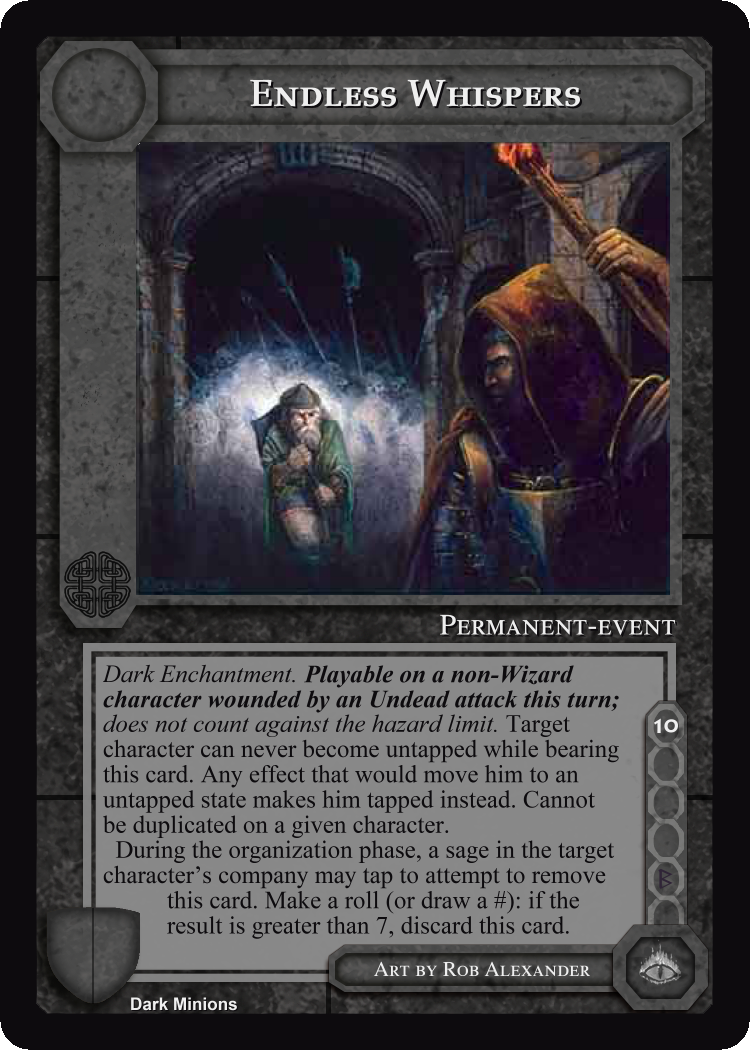 Endless Whispers
Permanent-event
Dark Enchantment. Playable on a non-Wizard
character wounded by an Undead attack this turn;
does not count against the hazard limit. Target
character can never become untapped while bearing
this card. Any effect that would move him to an
untapped state makes him tapped instead. Cannot
be duplicated on a given character.
During the organization phase, a sage in the target
character's company may tap to attempt to remove
this card. Make a roll (or draw a #): if the
result is greater than 7, discard this card.
10
Art by Rob Alexander
Dark Minions